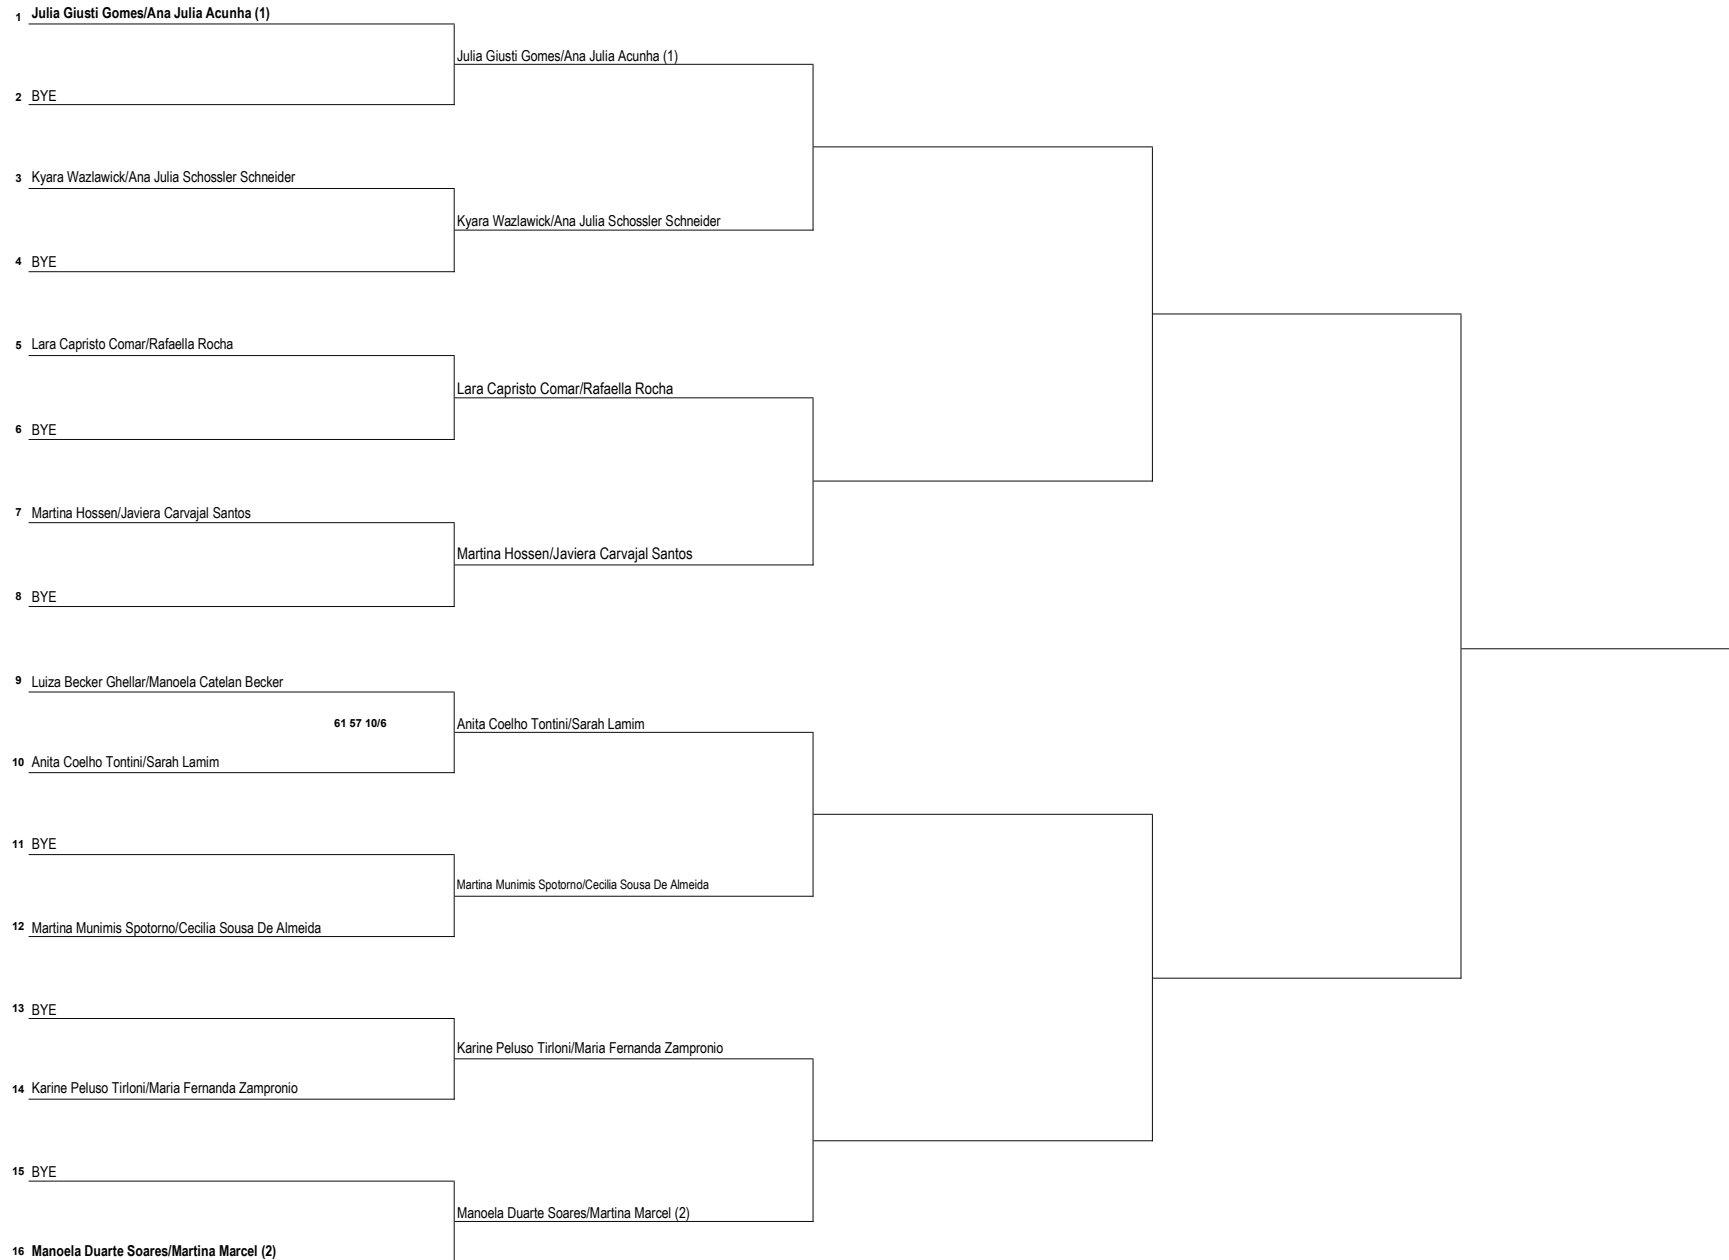 1 Julia Giusti Gomes/Ana Julia Acunha (1)
Julia Giusti Gomes/Ana Julia Acunha (1)
2 BYE
3 Kyara Wazlawick/Ana Julia Schossler Schneider
Kyara Wazlawick/Ana Julia Schossler Schneider
4 BYE
5 Lara Capristo Comar/Rafaella Rocha
Lara Capristo Comar/Rafaella Rocha
6 BYE
7 Martina Hossen/Javiera Carvajal Santos
Martina Hossen/Javiera Carvajal Santos
8 BYE
9 Luiza Becker Ghellar/Manoela Catelan Becker
61 57 10/6 Anita Coelho Tontini/Sarah Lamim
10 Anita Coelho Tontini/Sarah Lamim
11 BYE
Martina Munimis Spotorno/Cecilia Sousa De Almeida
12 Martina Munimis Spotorno/Cecilia Sousa De Almeida
13 BYE
Karine Peluso Tirloni/Maria Fernanda Zampronio
14 Karine Peluso Tirloni/Maria Fernanda Zampronio
15 BYE
Manoela Duarte Soares/Martina Marcel (2)
16 Manoela Duarte Soares/Martina Marcel (2)